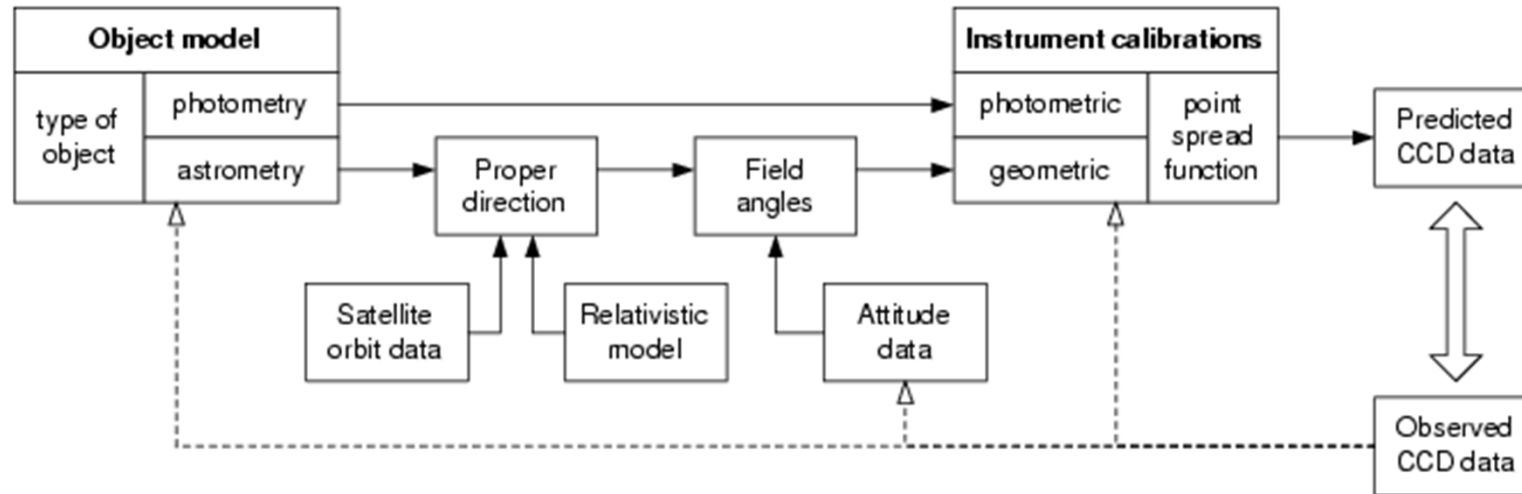 Object model
type of
object
photometry
astrometry
Proper
direction
Field
angles
Instrument calibrations
photometric
geometric
point
spread
function
Predicted
CCD data
Satellite
orbit data
Relativistic
model
Attitude
data
Observed
CCD data